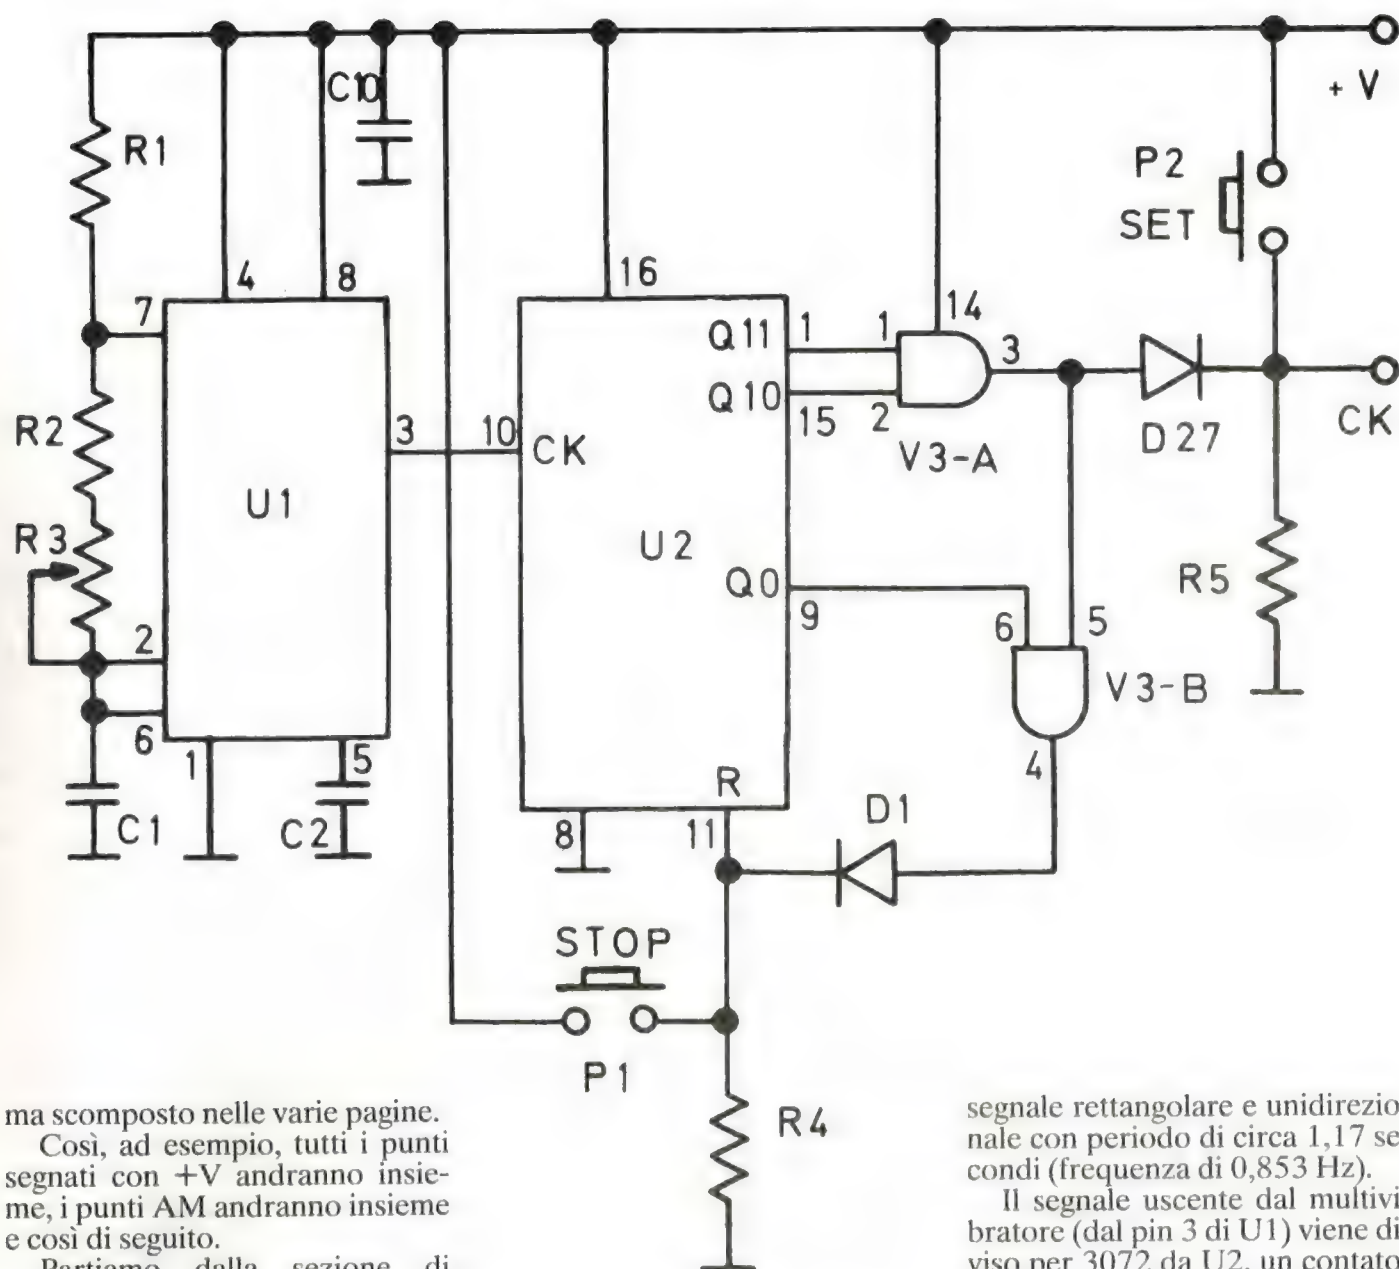 C10
+ V
R1
P2
SET
4
8
16
7
14
Q11
1
1
3
Q10
15
2
R2
3
10
CK
V3-A
D27
CK
U1
R3
U2
Q0
9
R5
6
5
2
V3-B
6
1
5
4
R
D1
C1
C2
8
11
STOP
P1
R4
ma scomposto nelle varie pagine.
Così, ad esempio, tutti i punti
segnati con +V andranno insie-
me, i punti AM andranno insieme
e così di seguito.
Partiamo dalla sezione di
segnale rettangolare e unidirezio
nale con periodo di circa 1,17 se
condi (frequenza di 0,853 Hz).
Il segnale uscente dal multivi
bratore (dal pin 3 di U1) viene di
viso per 3072 da U2, un contato